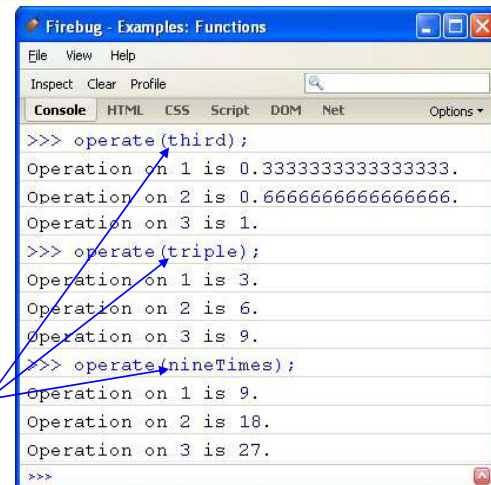 Firebug - Examples: Functions
File View Help
Inspect Clear Profile
Console HTML CSS Script DOM Net Options
>>> operate(third);
Operation on 1 is 0.3333333333333333.
Operation on 2 is 0.6666666666666666.
Operation on 3 is 1.
>>> operate(triple);
Operation on 1 is 3.
Operation on 2 is 6.
Operation on 3 is 9.
>>> operate(nineTimes);
Operation on 1 is 9.
Operation on 2 is 18.
Operation on 3 is 27.
>>>